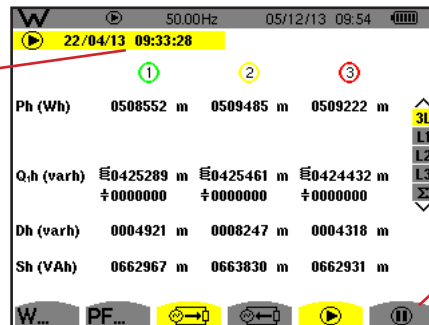 W 50.00Hz 05/12/13 09:54
22/04/13 09:33:28
1 2 3
Ph (Wh) 0508552 m 0509485 m 0509222 m
3L
L1
L2
Q₁h (varh) 0425289 m 0425461 m 0424432 m
L3
+0000000 +0000000 +0000000
Σ
Dh (varh) 0004921 m 0008247 m 0004318 m
Sh (VAh) 0662967 m 0663830 m 0662931 m
W... PF...